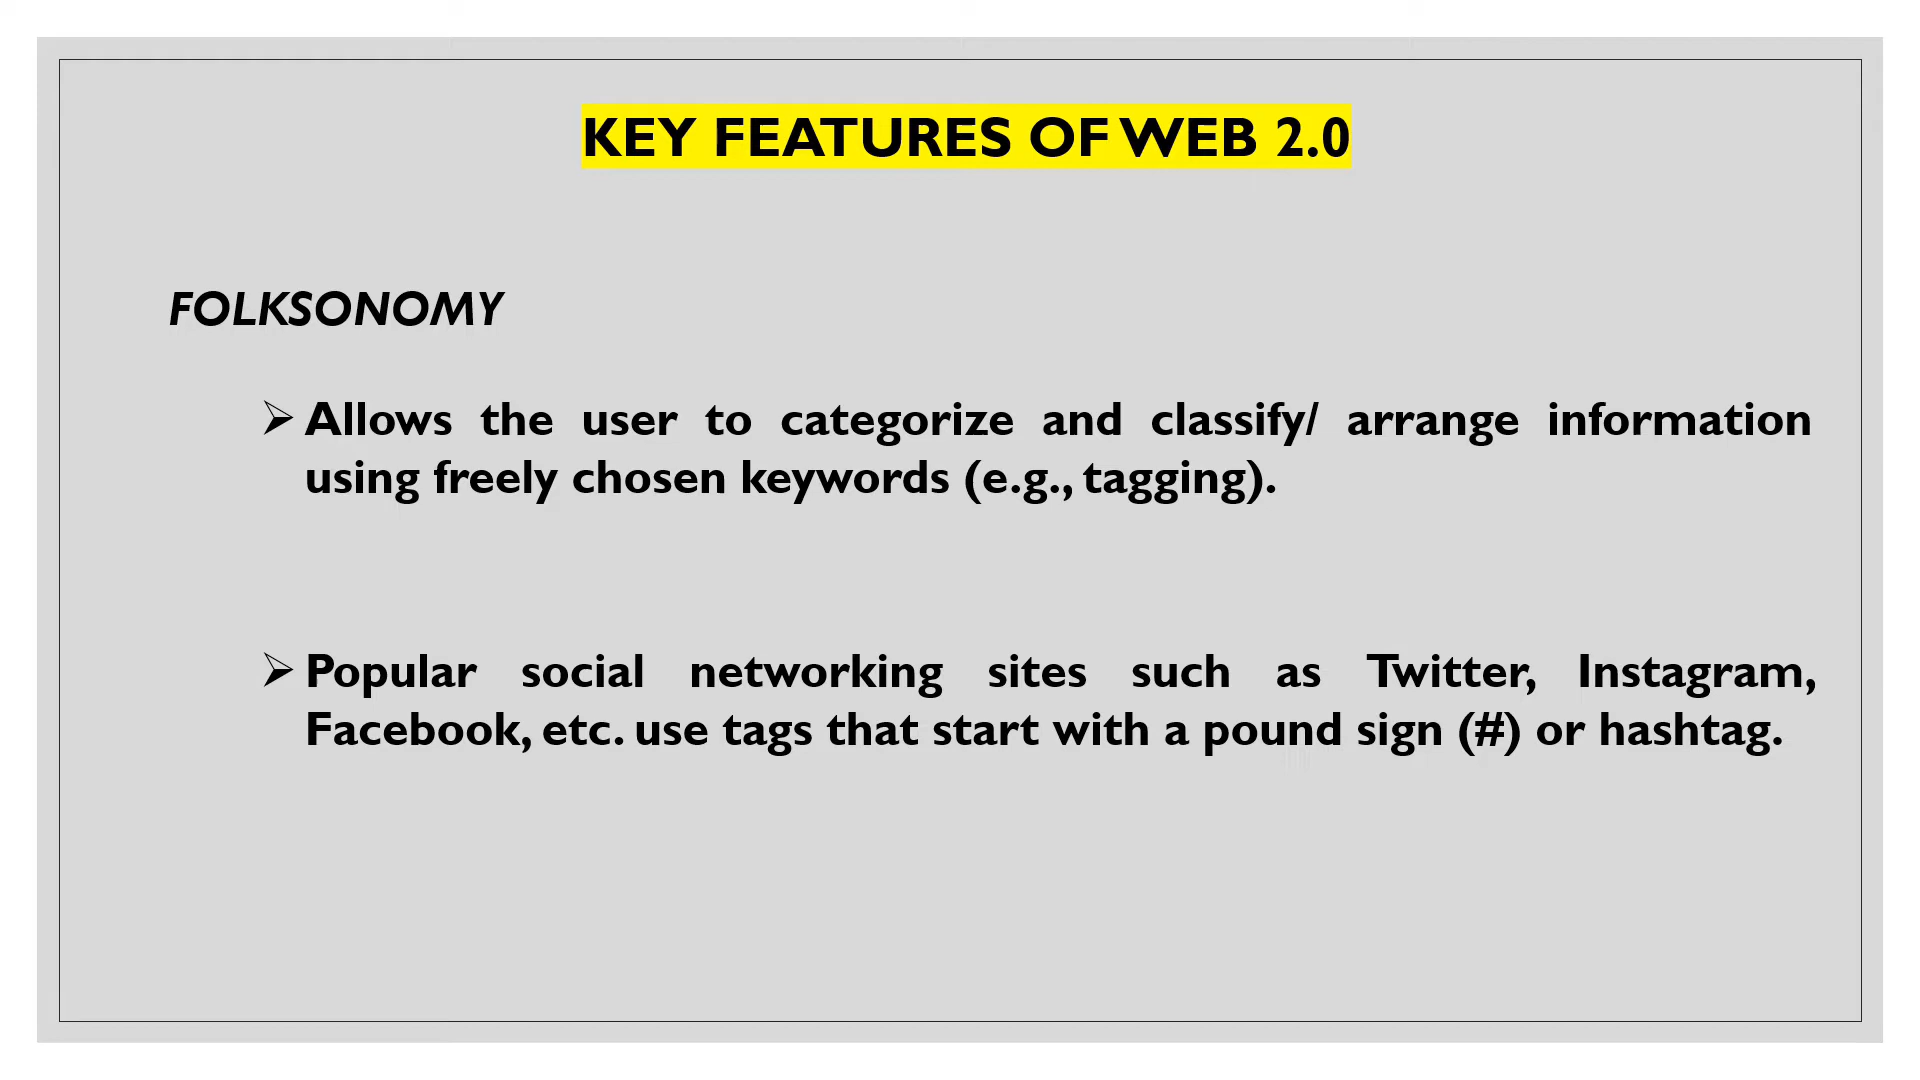 KEY FEATURES OF WEB 2.0
FOLKSONOMY
➢ Allows the user to categorize and classify/ arrange information
using freely chosen keywords (e.g., tagging).
➢ Popular social networking sites such as Twitter, Instagram,
Facebook, etc. use tags that start with a pound sign (#) or hashtag.